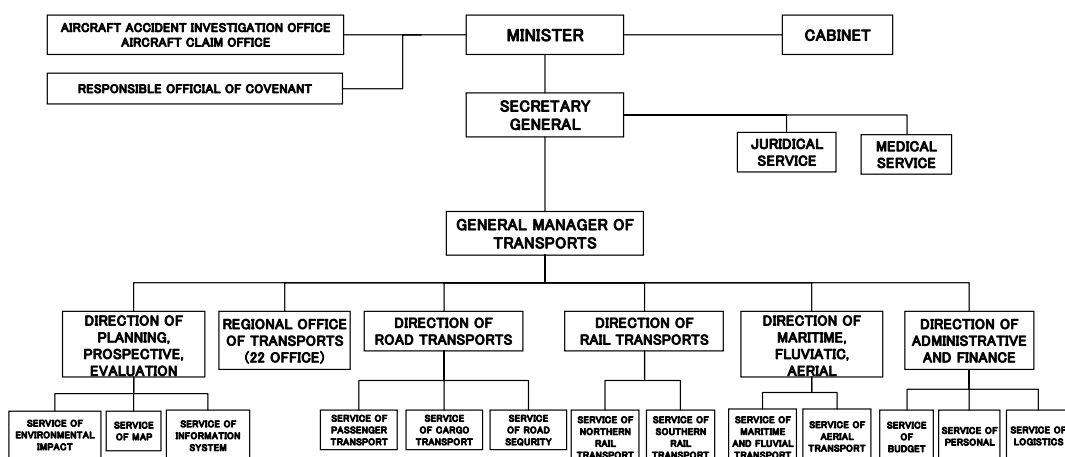 AIRCRAFT ACCIDENT INVESTIGATION OFFICE
AIRCRAFT CLAIM OFFICE
MINISTER
CABINET
RESPONSIBLE OFFICIAL OF COVENANT
SECRETARY
GENERAL
JURIDICAL
SERVICE
MEDICAL
SERVICE
GENERAL MANAGER OF
TRANSPORTS
DIRECTION OF
PLANNING,
PROSPECTIVE,
EVALUATION
REGIONAL OFFICE
OF TRANSPORTS
(22 OFFICE)
DIRECTION OF
ROAD TRANSPORTS
DIRECTION OF
RAIL TRANSPORTS
DIRECTION OF
MARITIME,
FLUVIATIC,
AERIAL
DIRECTION OF
ADMINISTRATIVE
AND FINANCE
SERVICE OF
ENVIRONMENTAL
IMPACT
SERVICE
OF MAP
SERVICE OF
INFORMATION
SYSTEM
SERVICE OF
PASSENGER
TRANSPORT
SERVICE
OF CARGO
TRANSPORT
SERVICE
OF ROAD
SEQURITY
SERVICE OF
NORTHERN
RAIL
TRANSPORT
SERVICE OF
SOUTHERN
RAIL
TRANSPORT
SERVICE OF
MARITIME
AND FLUVIAL
TRANSPORT
SERVICE OF
AERIAL
TRANSPORT
SERVICE
OF
BUDGET
SERVICE OF
PERSONAL
SERVICE OF
LOGISTICS